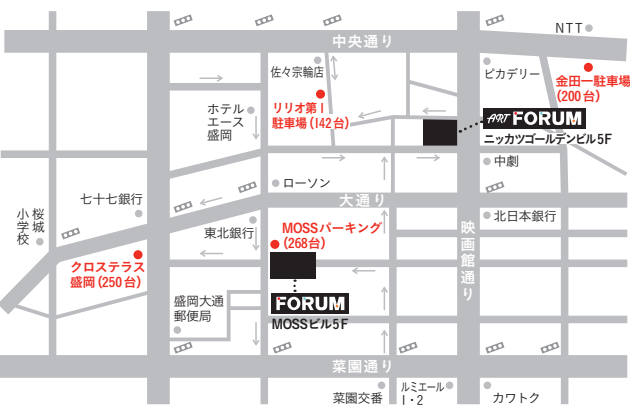 中央通り
NTT
佐々宗輪店
ピカデリー
金田一駐車場
(200台)
リリオ第1
駐車場(142台)
ホテル
エース
盛岡
ART FORUM
ニッカツゴールデンビル5F
中劇
ローソン
七十七銀行
大通り
桜城
小学校
東北銀行
MOSSパーキング
(268台)
映画館通り
北日本銀行
クロステラス
盛岡(250台)
FORUM
MOSSビル5F
盛岡大通
郵便局
菜園通り
菜園交番
ルミエール
1・2
カワトク